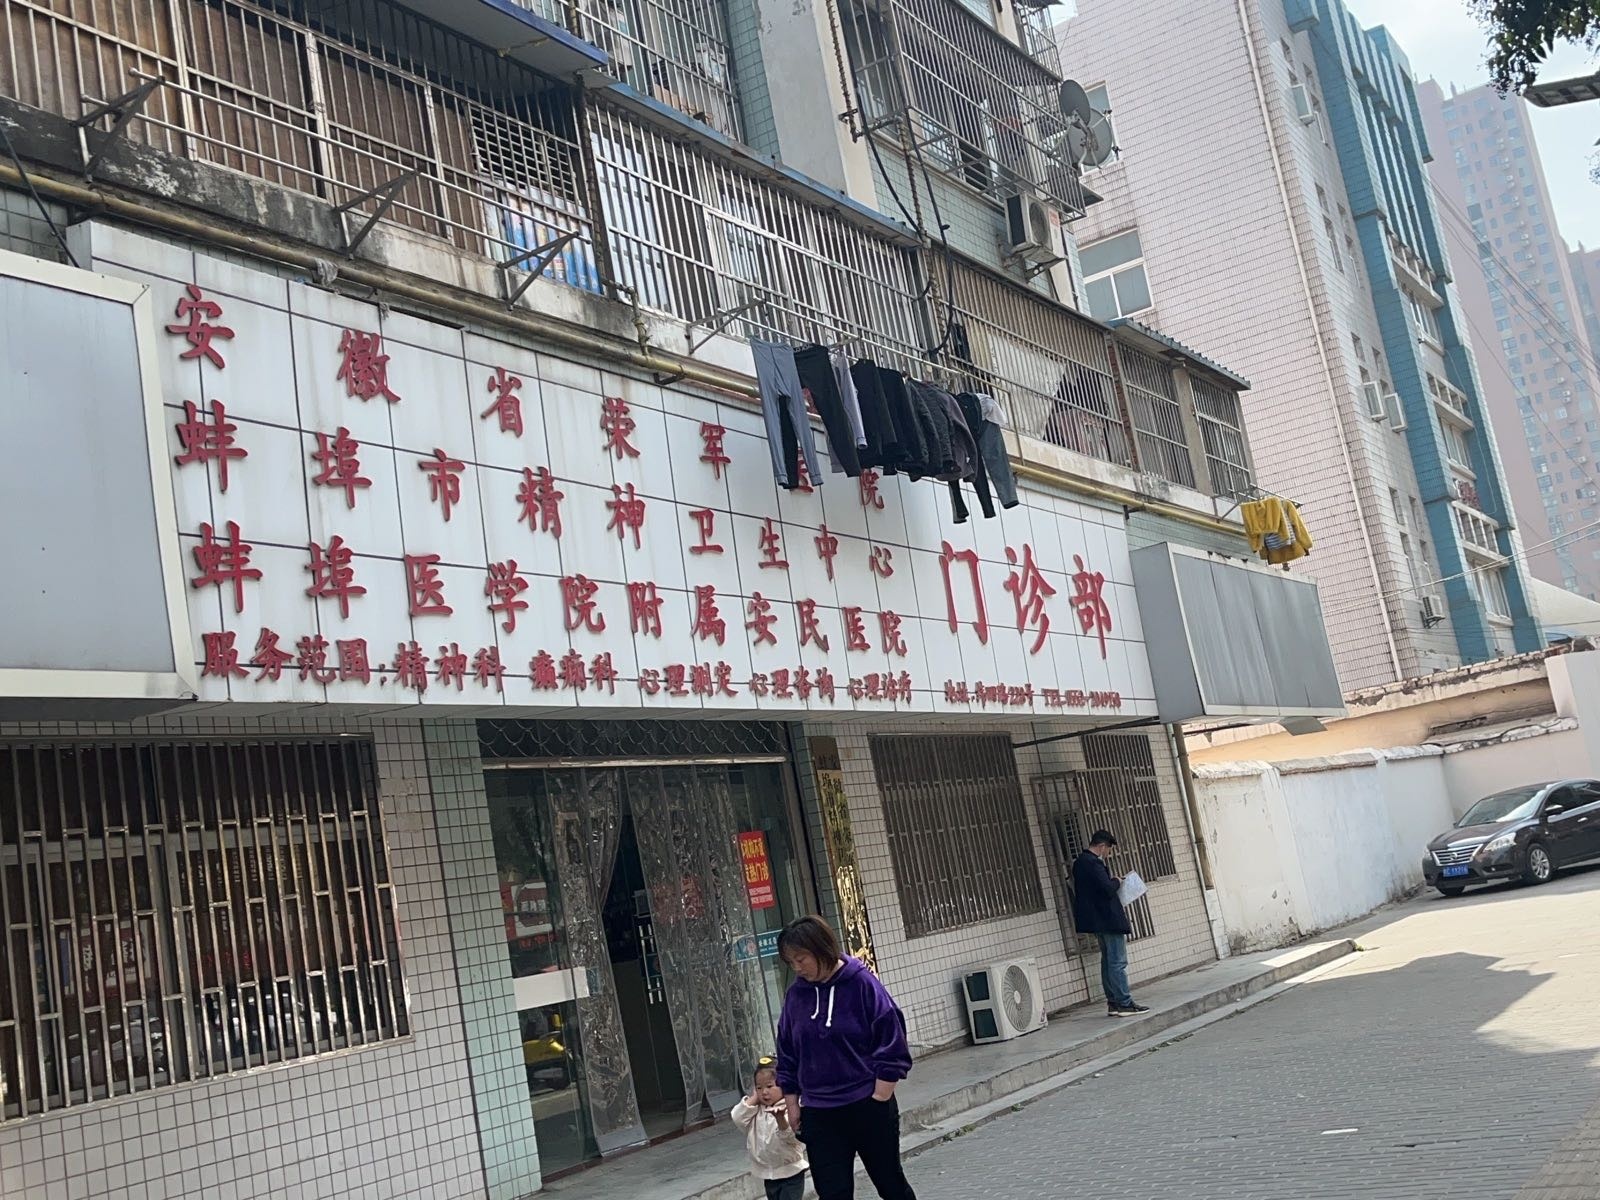 安徽省荣军医院
蚌埠市精神卫生中心
蚌埠医学院附属安民医院
门诊部
服务范围:精神科 癫痫科 心理测定 心理咨询 心理治疗